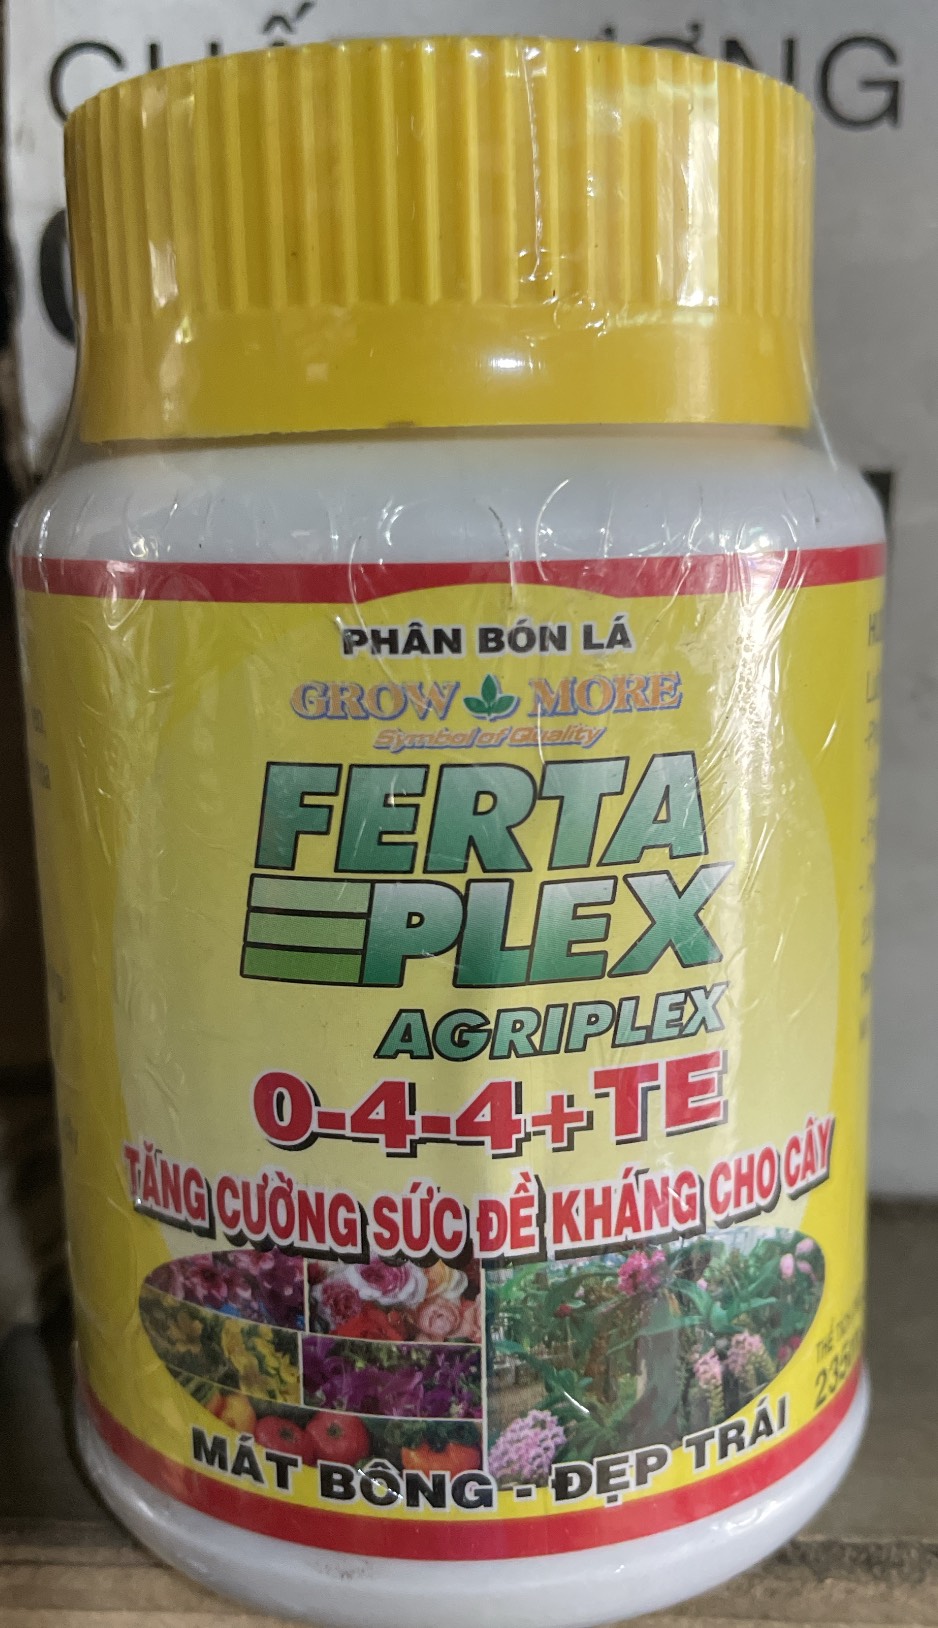 PHÂN BÓN LÁ
GROW MORE
Symbol of Quality
FERTA
PLEX
AGRIPLEX
0-4-4+TE
TĂNG CƯỜNG SỨC ĐỀ KHÁNG CHO CÂY
MÁT BÔNG - ĐẸP TRÁI